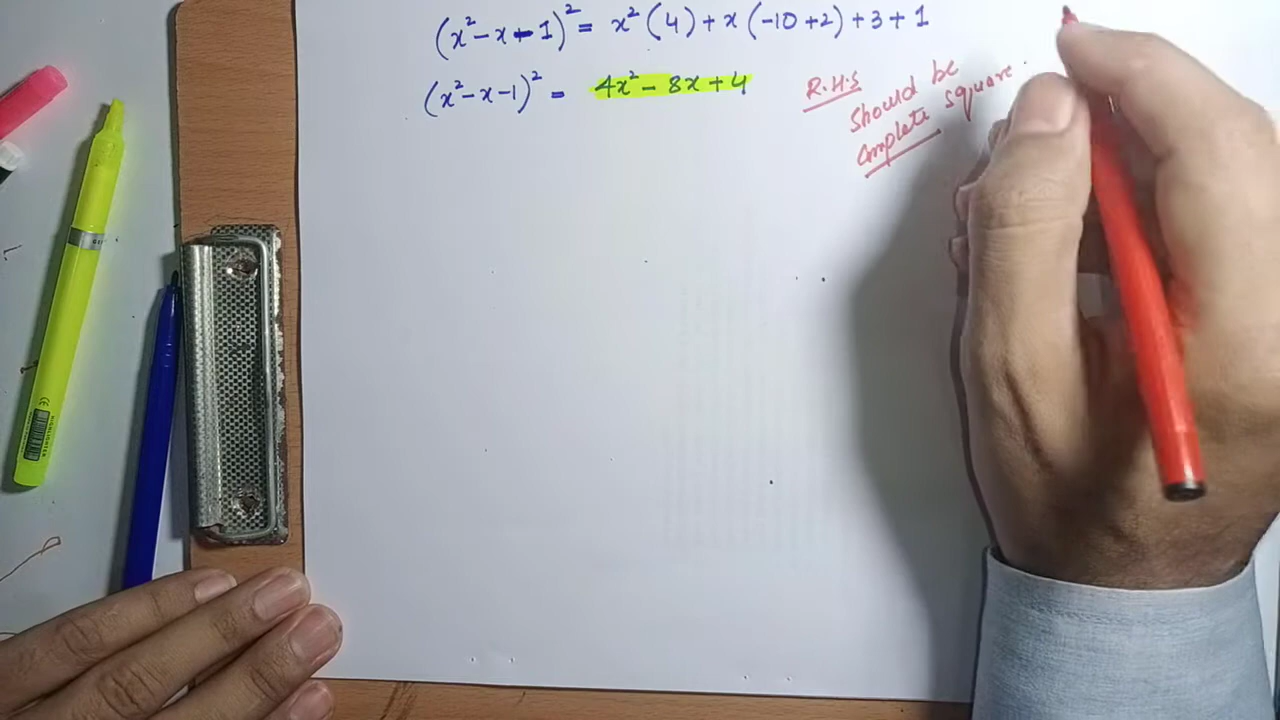 (x²-x-1)² = x²(4)+x(-10+2)+3+1
(x²-x-1)² = 4x²-8x+4
R.H.S
Should be
Complete square.